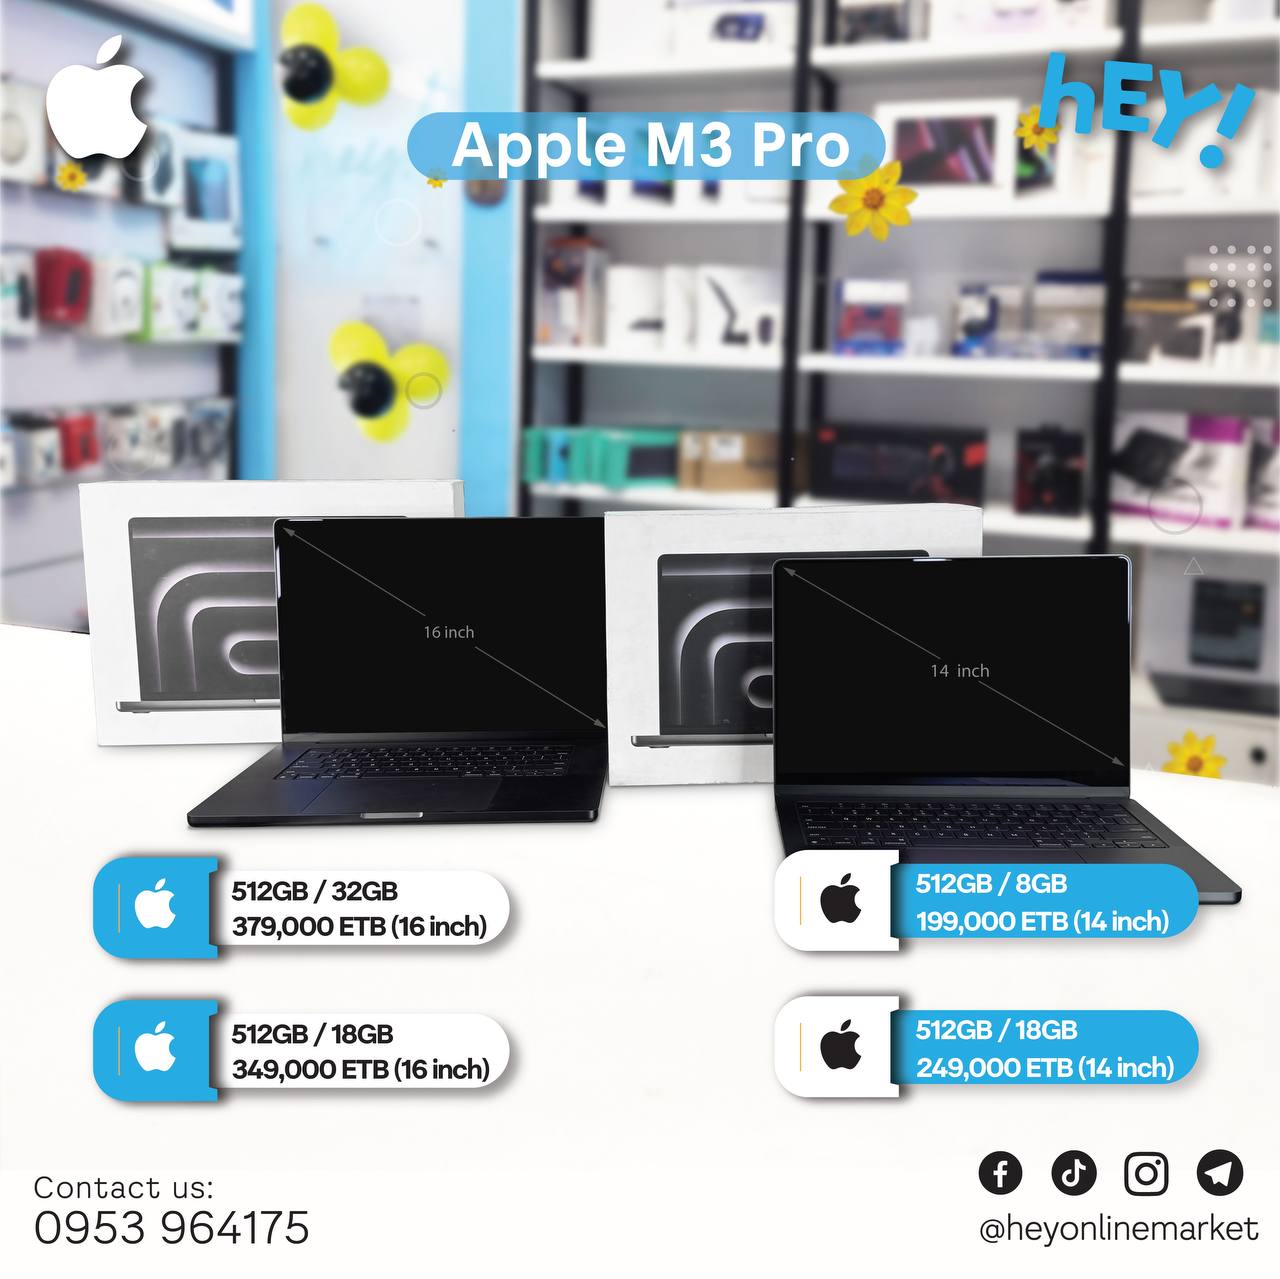 hEY!
Apple M3 Pro
16 inch
14 inch
512GB / 32GB
379,000 ETB (16 inch)
512GB / 8GB
199,000 ETB (14 inch)
512GB / 18GB
349,000 ETB (16 inch)
512GB / 18GB
249,000 ETB (14 inch)
Contact us:
0953 964175
@heyonlinemarket